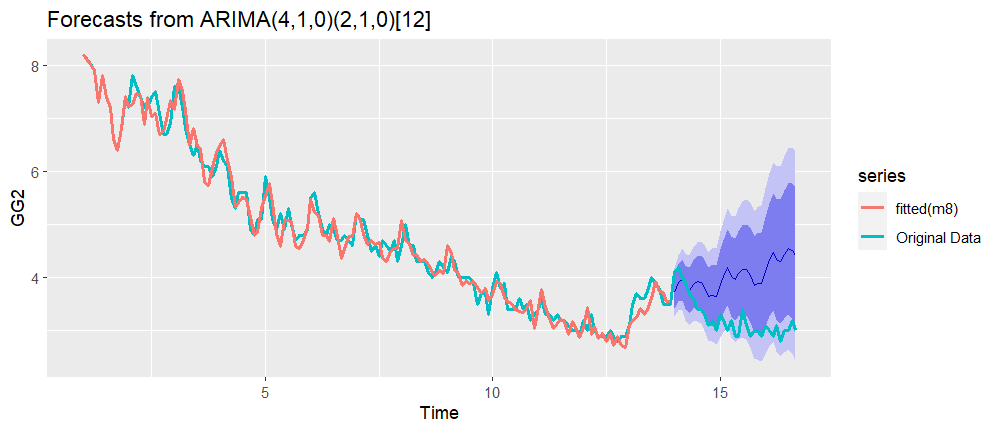 Forecasts from ARIMA(4,1,0)(2,1,0)[12]
8
6
4
GG2
5 10 15
Time
series
fitted(m8)
Original Data